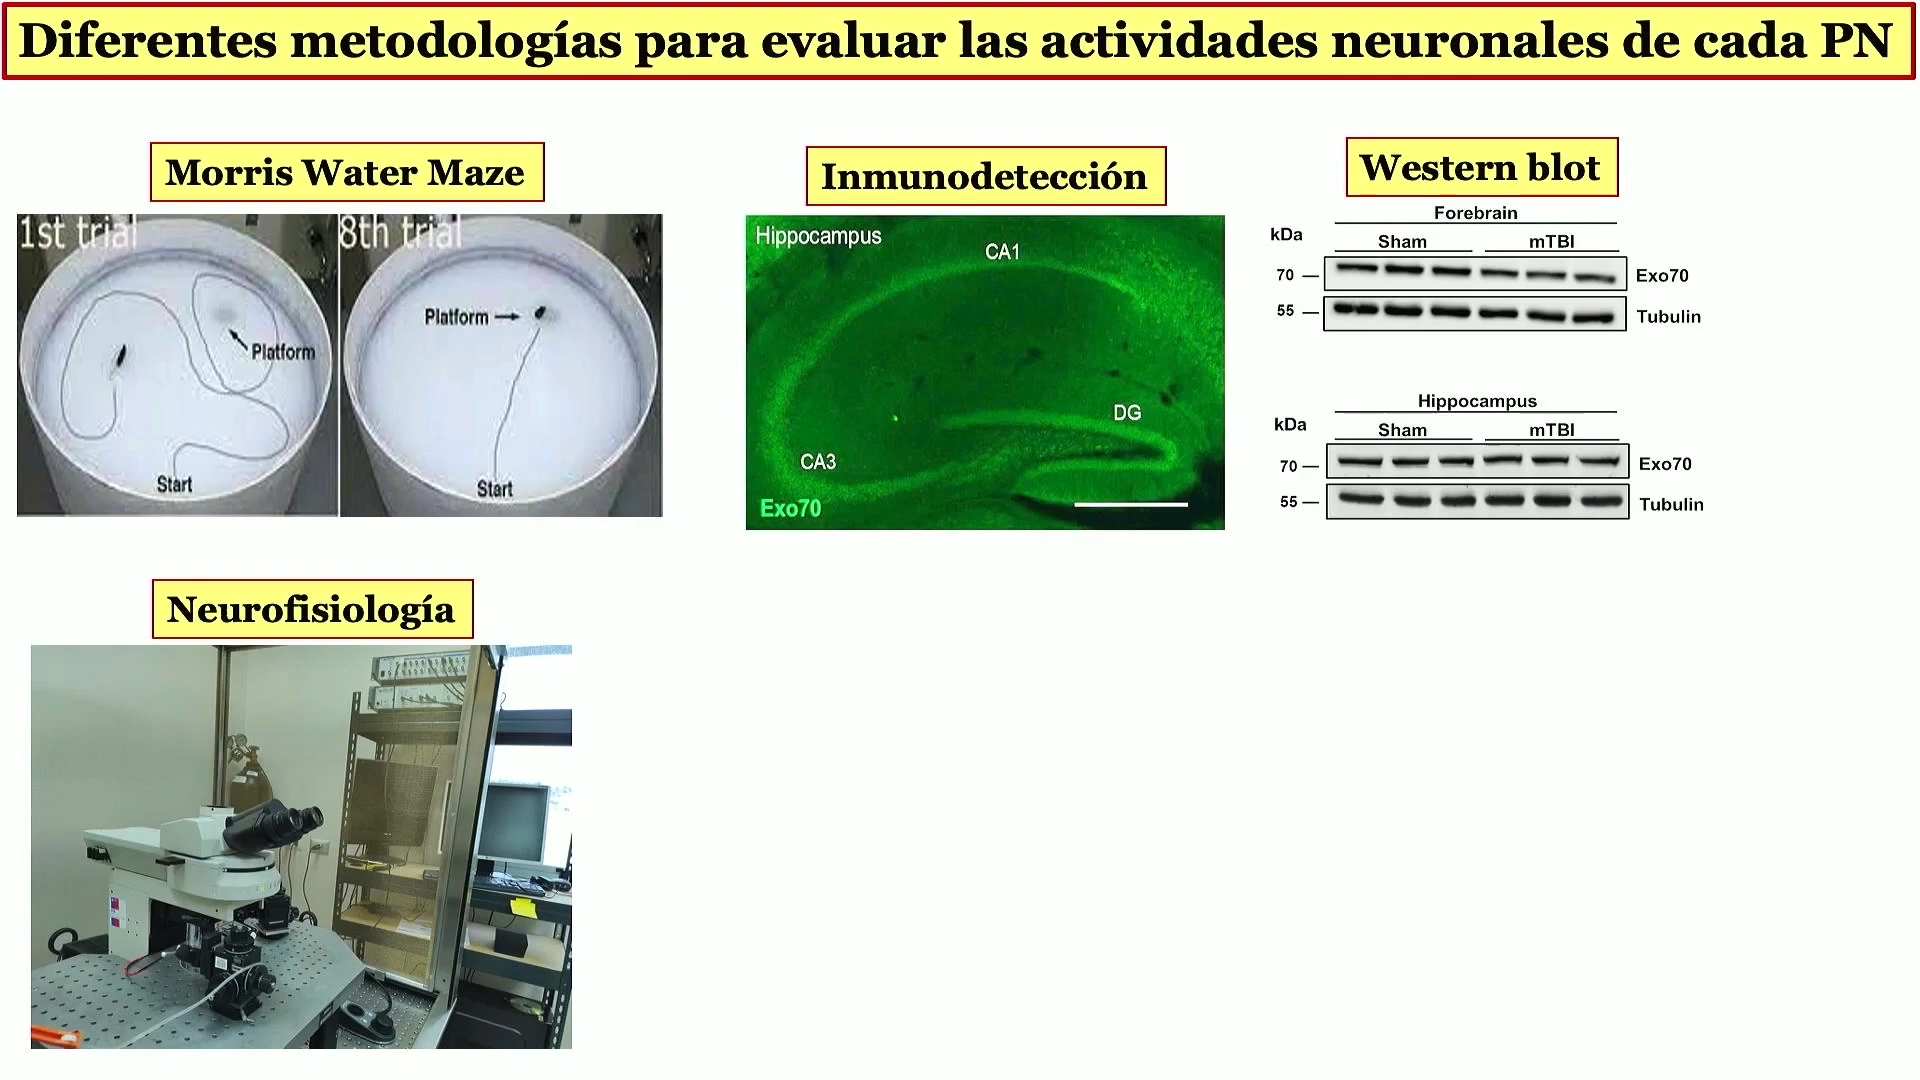 Diferentes metodologías para evaluar las actividades neuronales de cada PN
Morris Water Maze
1st trial
Platform
Start
8th trial
Platform
Start
Inmunodetección
Hippocampus
CA1
DG
CA3
Exo70
Western blot
Forebrain
kDa
Sham
mTBI
70
Exo70
55
Tubulin
Hippocampus
kDa
Sham
mTBI
70
Exo70
55
Tubulin
Neurofisiología